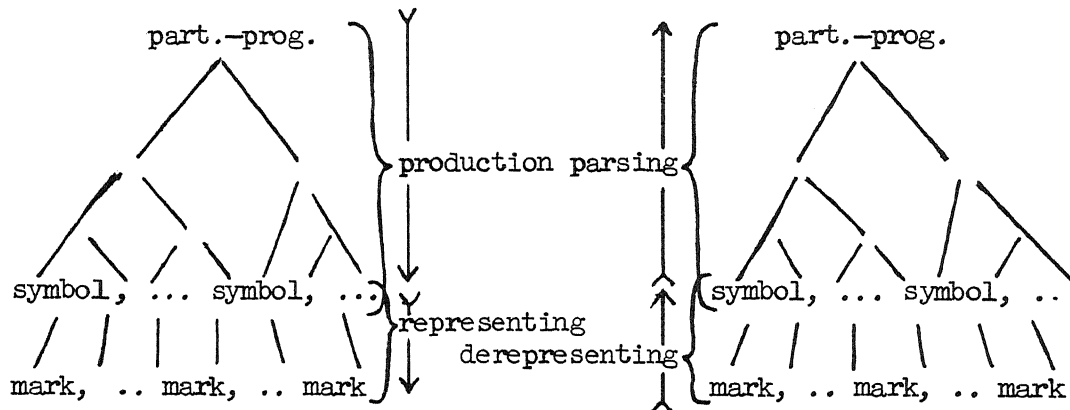 part.-prog. part.-prog.
production parsing
symbol, ... symbol, ... symbol, ... symbol, ..
representing
derepresenting
mark, .. mark, .. mark mark, .. mark, .. mark